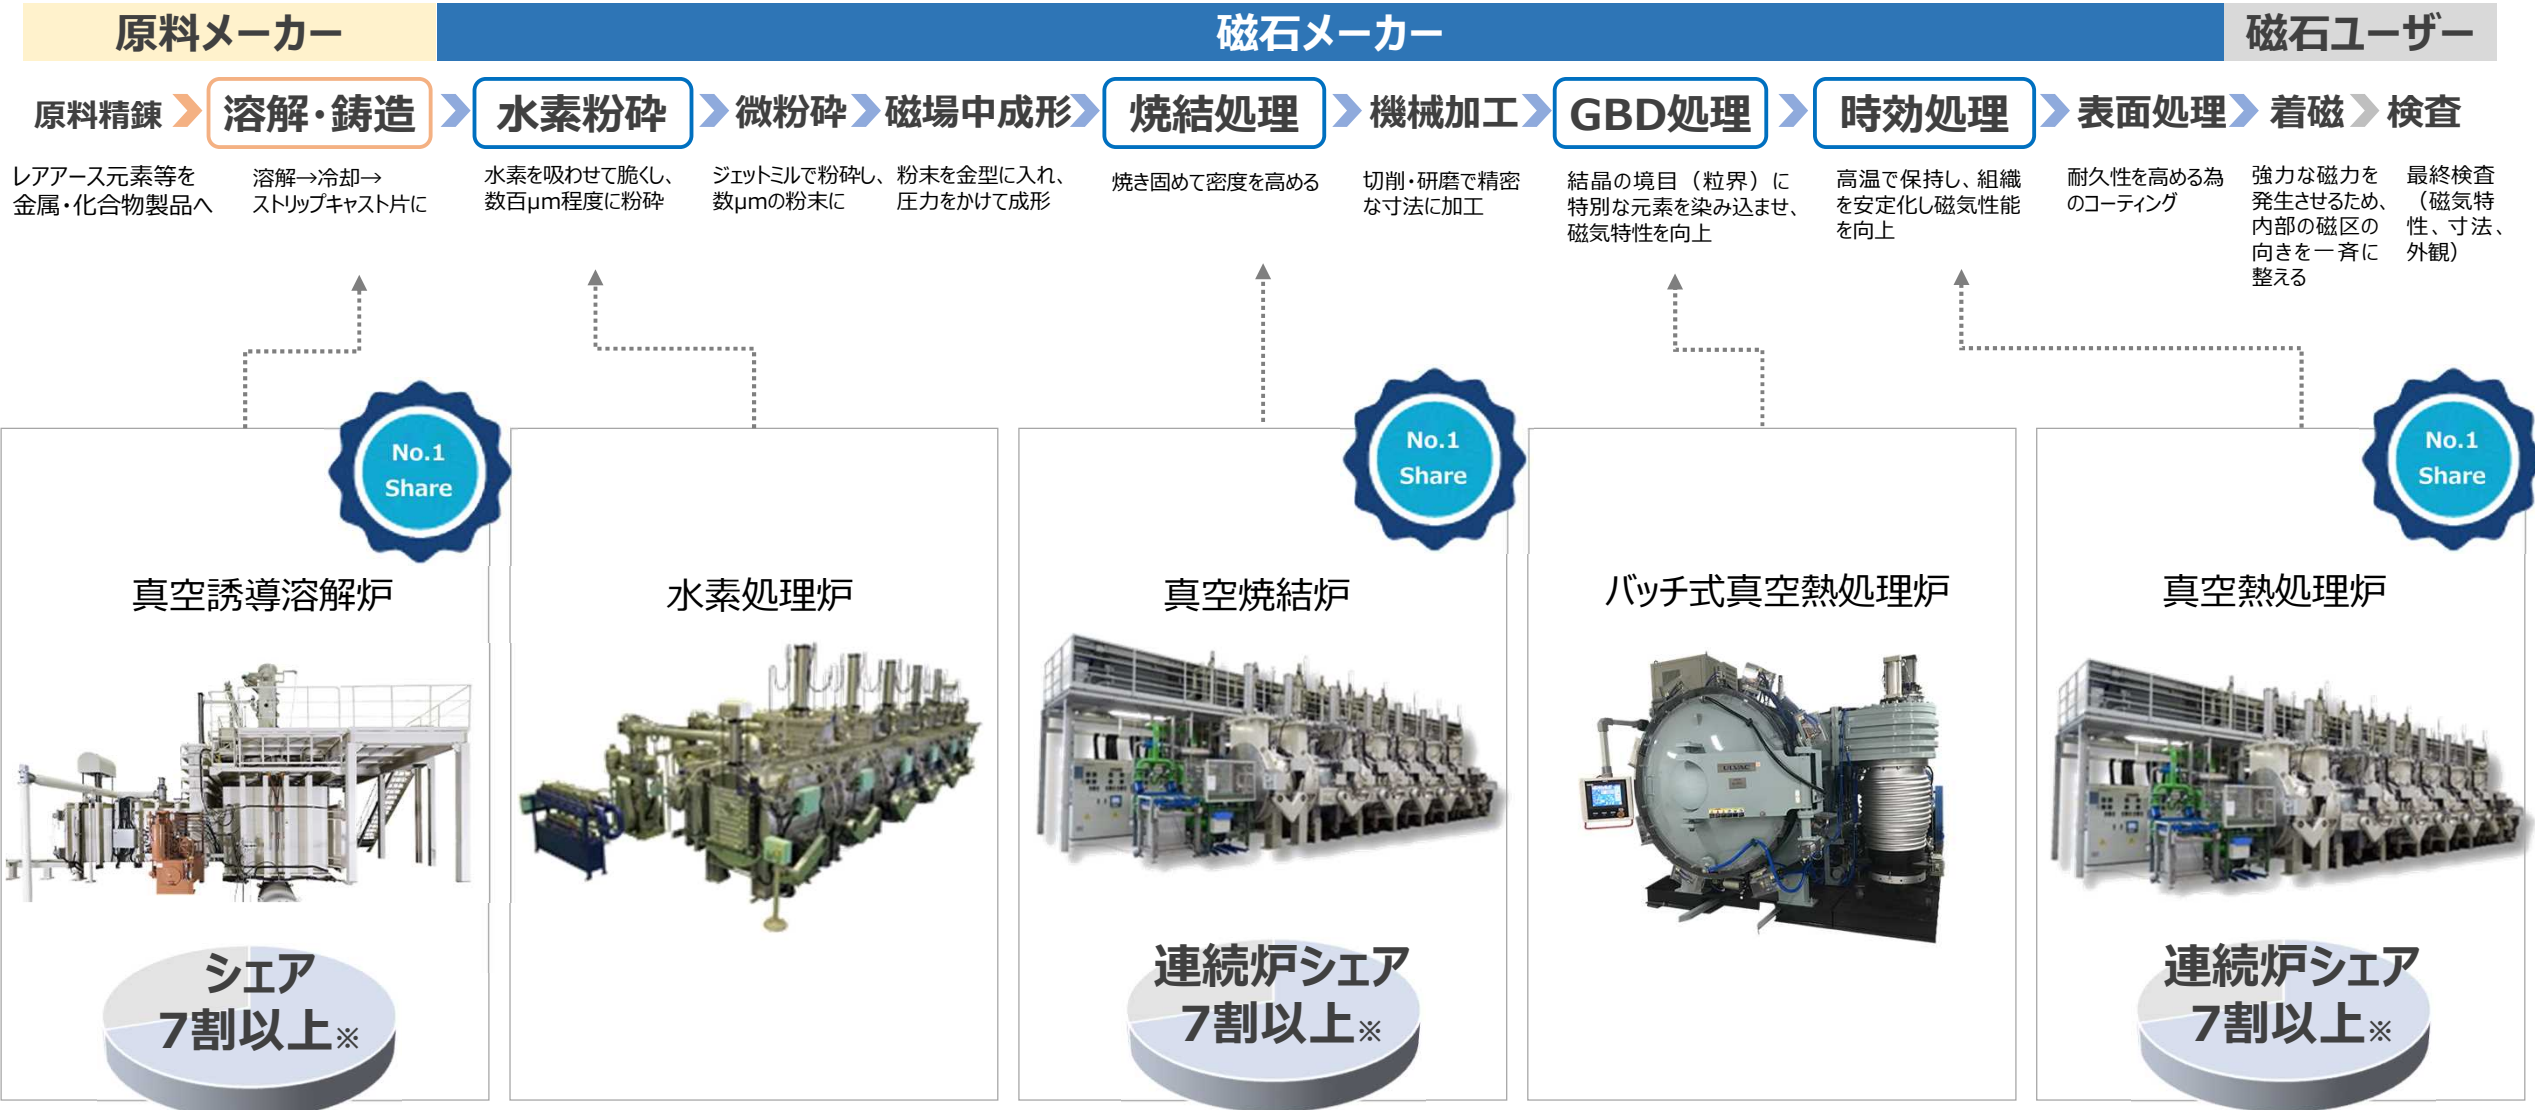 原料メーカー
磁石メーカー
磁石ユーザー
原料精錬
溶解・鋳造
水素粉砕
微粉砕
磁場中成形
焼結処理
機械加工
GBD処理
時効処理
表面処理
着磁
検査
レアアース元素等を
金属・化合物製品へ
溶解→冷却→
ストリップキャスト片に
水素を吸わせて脆くし、
数百μm程度に粉砕
ジェットミルで粉砕し、
数μmの粉末に
粉末を金型に入れ、
圧力をかけて成形
焼き固めて密度を高める
切削・研磨で精密
な寸法に加工
結晶の境目（粒界）に
特別な元素を染み込ませ、
磁気特性を向上
高温で保持し、組織
を安定化し磁気性能
を向上
耐久性を高める為
のコーティング
強力な磁力を
発生させるため、
内部の磁区の
向きを一斉に
整える
最終検査
（磁気特
性、寸法、
外観）
No.1
Share
真空誘導溶解炉
シェア
7割以上※
水素処理炉
No.1
Share
真空焼結炉
連続炉シェア
7割以上※
バッチ式真空熱処理炉
ULVAC
No.1
Share
真空熱処理炉
連続炉シェア
7割以上※